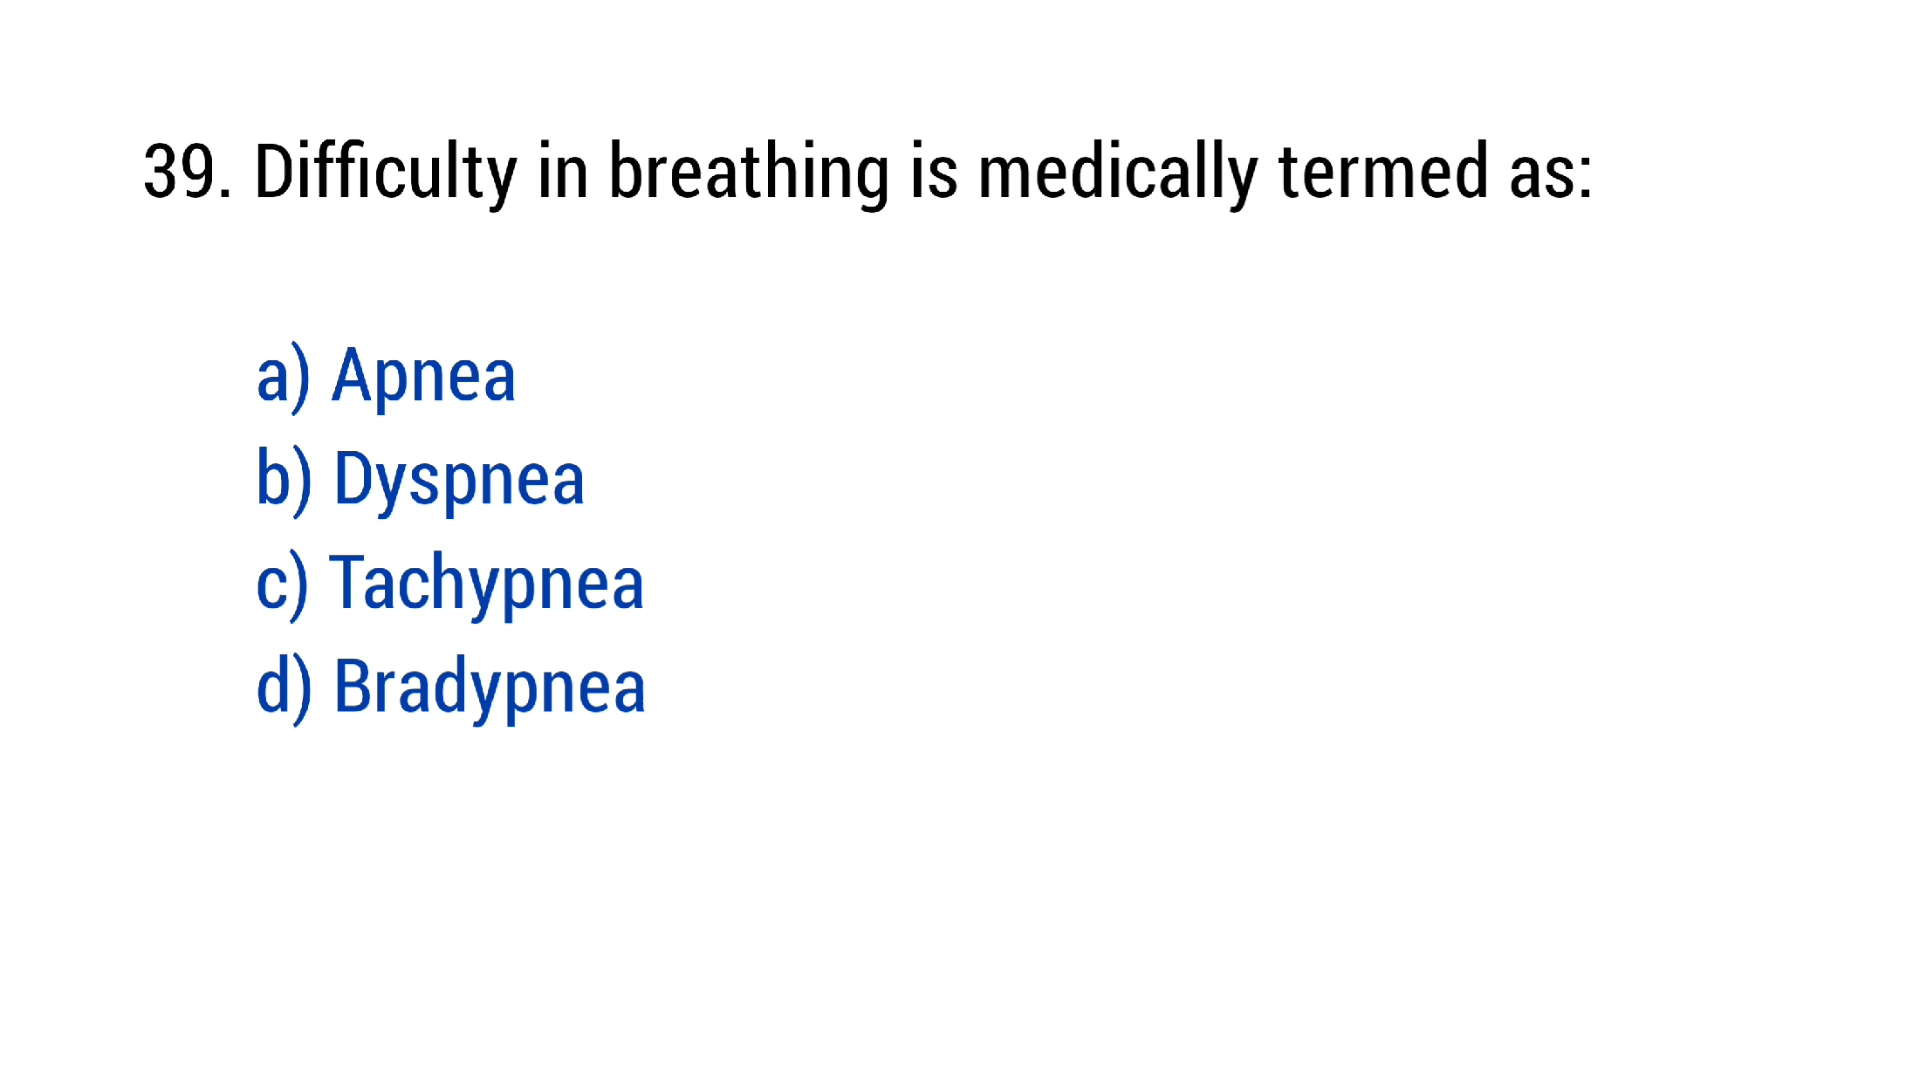 39. Difficulty in breathing is medically termed as:
a) Apnea
b) Dyspnea
c) Tachypnea
d) Bradypnea